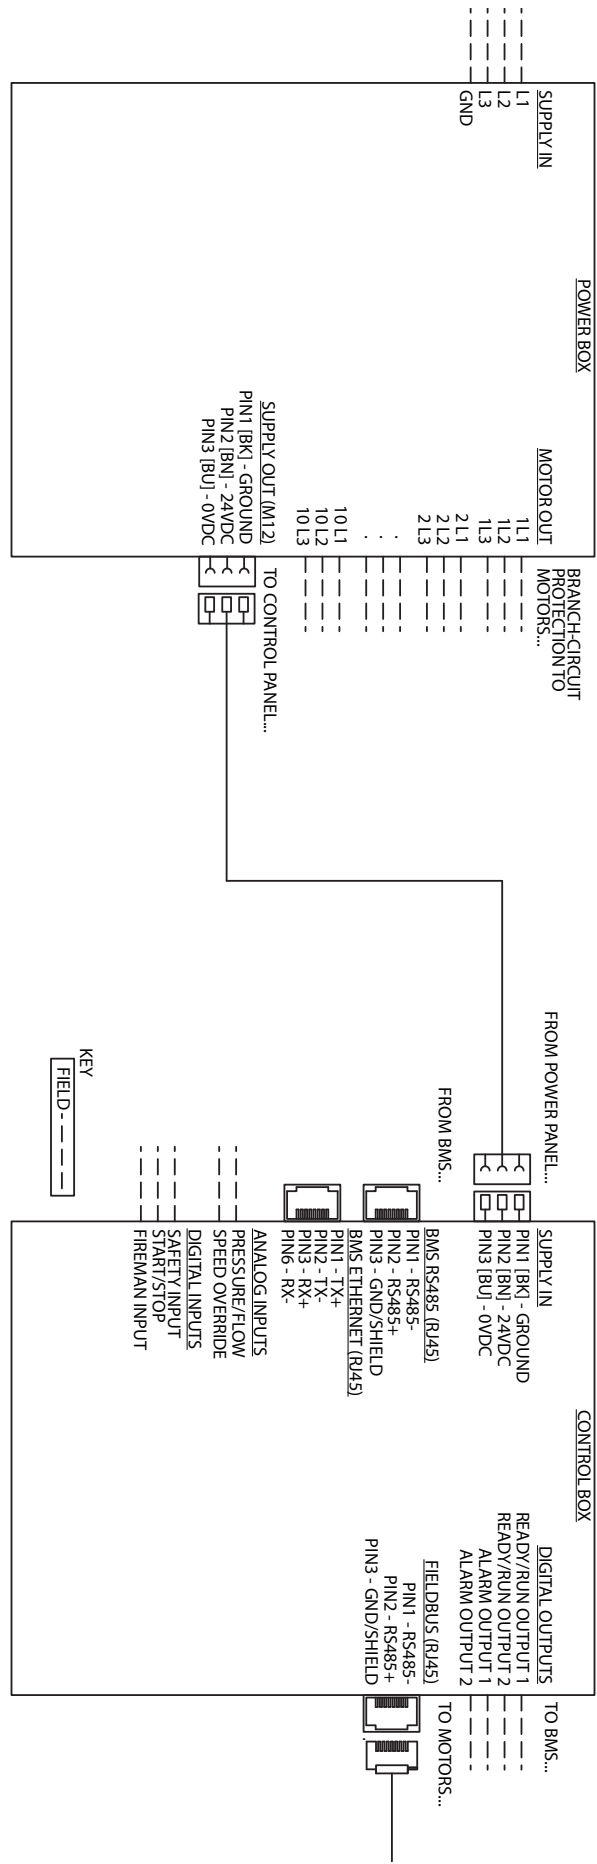 POWER BOX
SUPPLY IN
L1
L2
L3
GND
MOTOR OUT
1L1
1L2
1L3
2 L1
2 L2
2 L3
.
.
.
10 L1
10 L2
10 L3
SUPPLY OUT (M12)
PIN1 [BK] - GROUND
PIN2 [BN] - 24VDC
PIN3 [BU] - 0VDC
BRANCH-CIRCUIT
PROTECTION TO
MOTORS...
TO CONTROL PANEL...
FROM POWER PANEL...
FROM BMS...
KEY
FIELD - — — —
CONTROL BOX
SUPPLY IN
PIN1 [BK] - GROUND
PIN2 [BN] - 24VDC
PIN3 [BU] - 0VDC
BMS RS485 (RJ45)
PIN1 - RS485-
PIN2 - RS485+
PIN3 - GND/SHIELD
BMS ETHERNET (RJ45)
PIN1 - TX+
PIN2 - TX-
PIN3 - RX+
PIN6 - RX-
ANALOG INPUTS
PRESSURE/FLOW
SPEED OVERRIDE
DIGITAL INPUTS
SAFETY INPUT
START/STOP
FIREMAN INPUT
DIGITAL OUTPUTS
READY/RUN OUTPUT 1
READY/RUN OUTPUT 2
ALARM OUTPUT 1
ALARM OUTPUT 2
FIELDBUS (RJ45)
PIN1 - RS485-
PIN2 - RS485+
PIN3 - GND/SHIELD
TO BMS...
TO MOTORS...